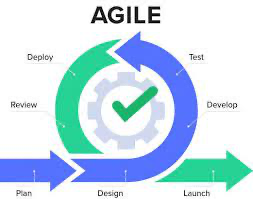 AGILE
Deploy
Test
Review
Develop
Plan
Design
Launch